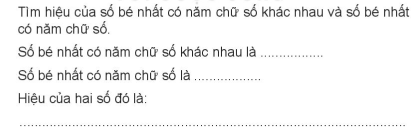 Tìm hiệu của số bé nhất có năm chữ số khác nhau và số bé nhất
có năm chữ số.
Số bé nhất có năm chữ số khác nhau là .................
Số bé nhất có năm chữ số là ..................
Hiệu của hai số đó là:
........................................................................................................